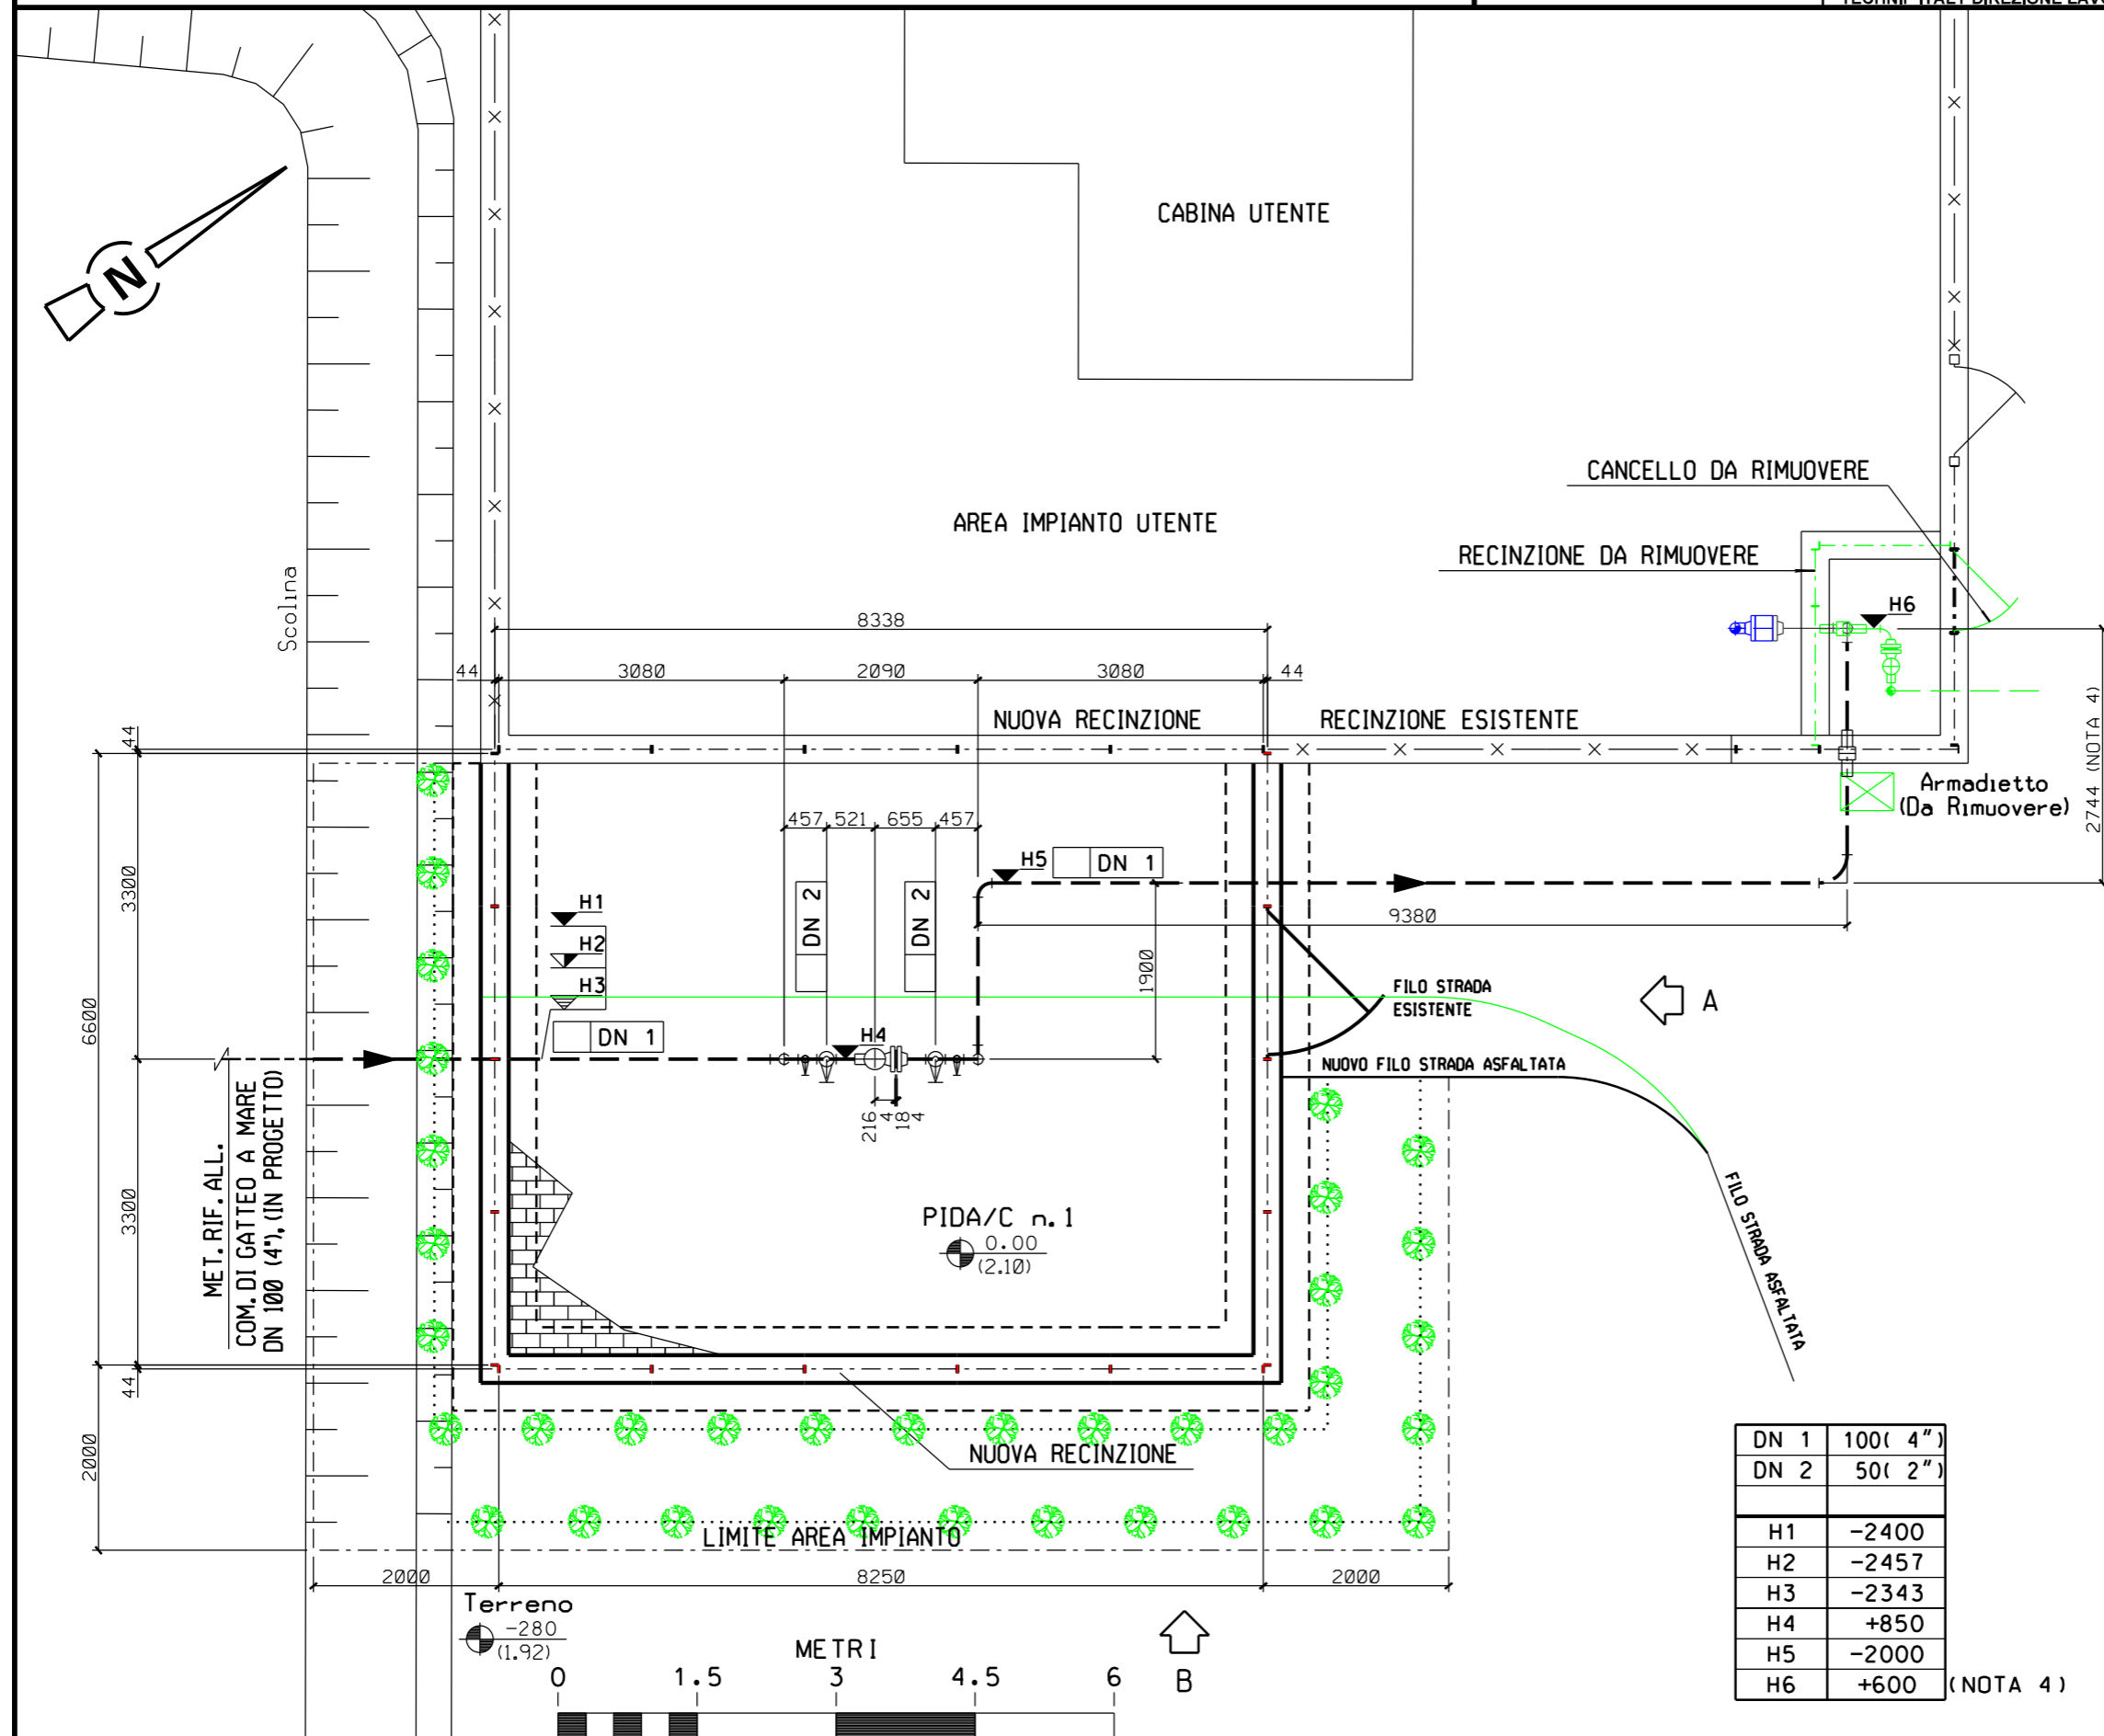 N
CABINA UTENTE
CANCELLO DA RIMUOVERE
AREA IMPIANTO UTENTE
RECINZIONE DA RIMUOVERE
Scolina
H6
8338
44
3080
2090
3080
44
NUOVA RECINZIONE
RECINZIONE ESISTENTE
2744 (NOTA 4)
Armadietto
(Da Rimuovere)
44
3300
6600
3300
44
2000
457
521
655
457
H5
DN 1
DN 2
DN 2
H1
H2
H3
DN 1
H4
9380
1900
FILO STRADA
ESISTENTE
A
NUOVO FILO STRADA ASFALTATA
216
4
18
4
MET. RIF. ALL.
COM. DI GATTEO A MARE
DN 100 (4"), (IN PROGETTO)
PIDA/C n.1
0.00
(2.10)
FILO STRADA ASFALTATA
NUOVA RECINZIONE
LIMITE AREA IMPIANTO
2000
8250
2000
Terreno
-280
(1.92)
METRI
0 1.5 3 4.5 6
B
DN 1 100( 4")
DN 2 50( 2")
H1 -2400
H2 -2457
H3 -2343
H4 +850
H5 -2000
H6 +600 (NOTA 4)